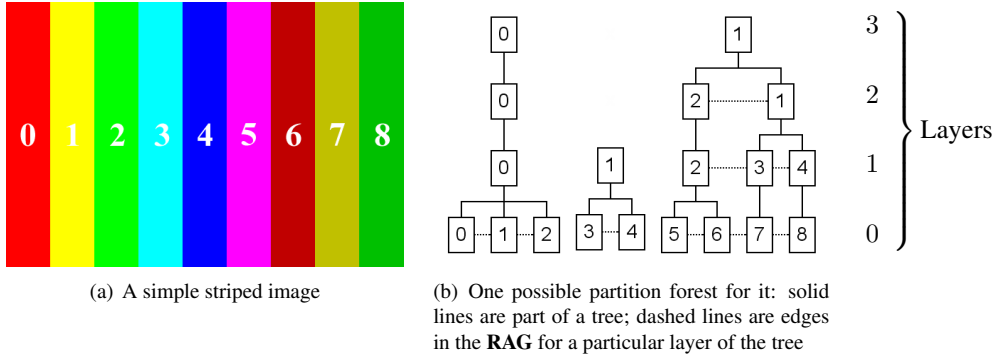 0 1 2 3 4 5 6 7 8
(a) A simple striped image
0 1 3
0 2 1 2
0 1 2 3 4 1
0 1 2 3 4 5 6 7 8 0
Layers
(b) One possible partition forest for it: solid
lines are part of a tree; dashed lines are edges
in the RAG for a particular layer of the tree